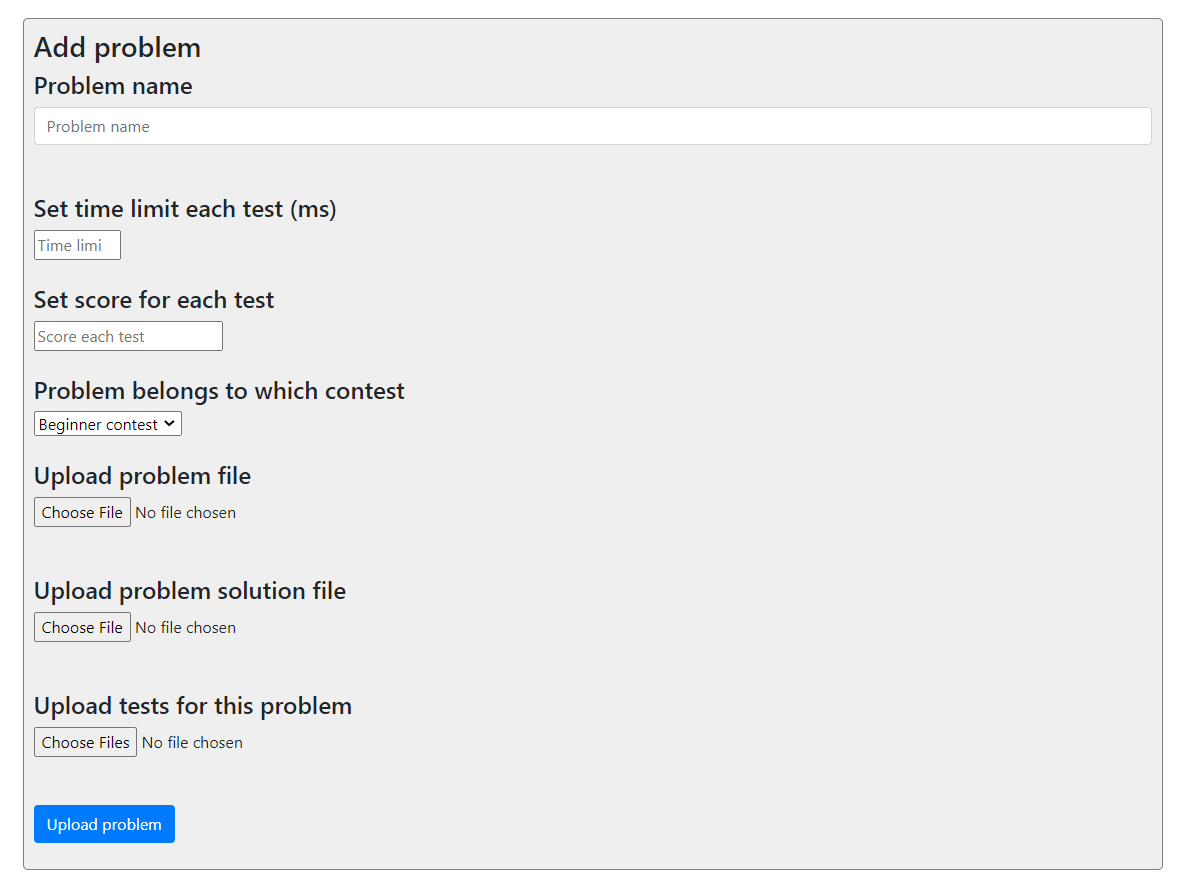 Add problem
Problem name
Problem name
Set time limit each test (ms)
Time limi
Set score for each test
Score each test
Problem belongs to which contest
Beginner contest
Upload problem file
Choose File No file chosen
Upload problem solution file
Choose File No file chosen
Upload tests for this problem
Choose Files No file chosen
Upload problem